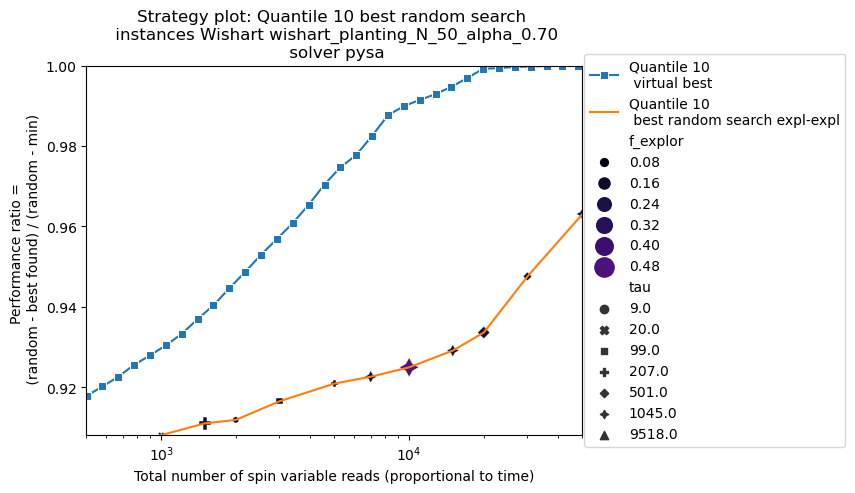 Strategy plot: Quantile 10 best random search
instances Wishart wishart_planting_N_50_alpha_0.70
solver pysa
Performance ratio =
(random - best found) / (random - min)
1.00
0.98
0.96
0.94
0.92
10^3
10^4
Total number of spin variable reads (proportional to time)
Quantile 10
virtual best
Quantile 10
best random search expl-expl
f_explor
0.08
0.16
0.24
0.32
0.40
0.48
tau
9.0
20.0
99.0
207.0
501.0
1045.0
9518.0